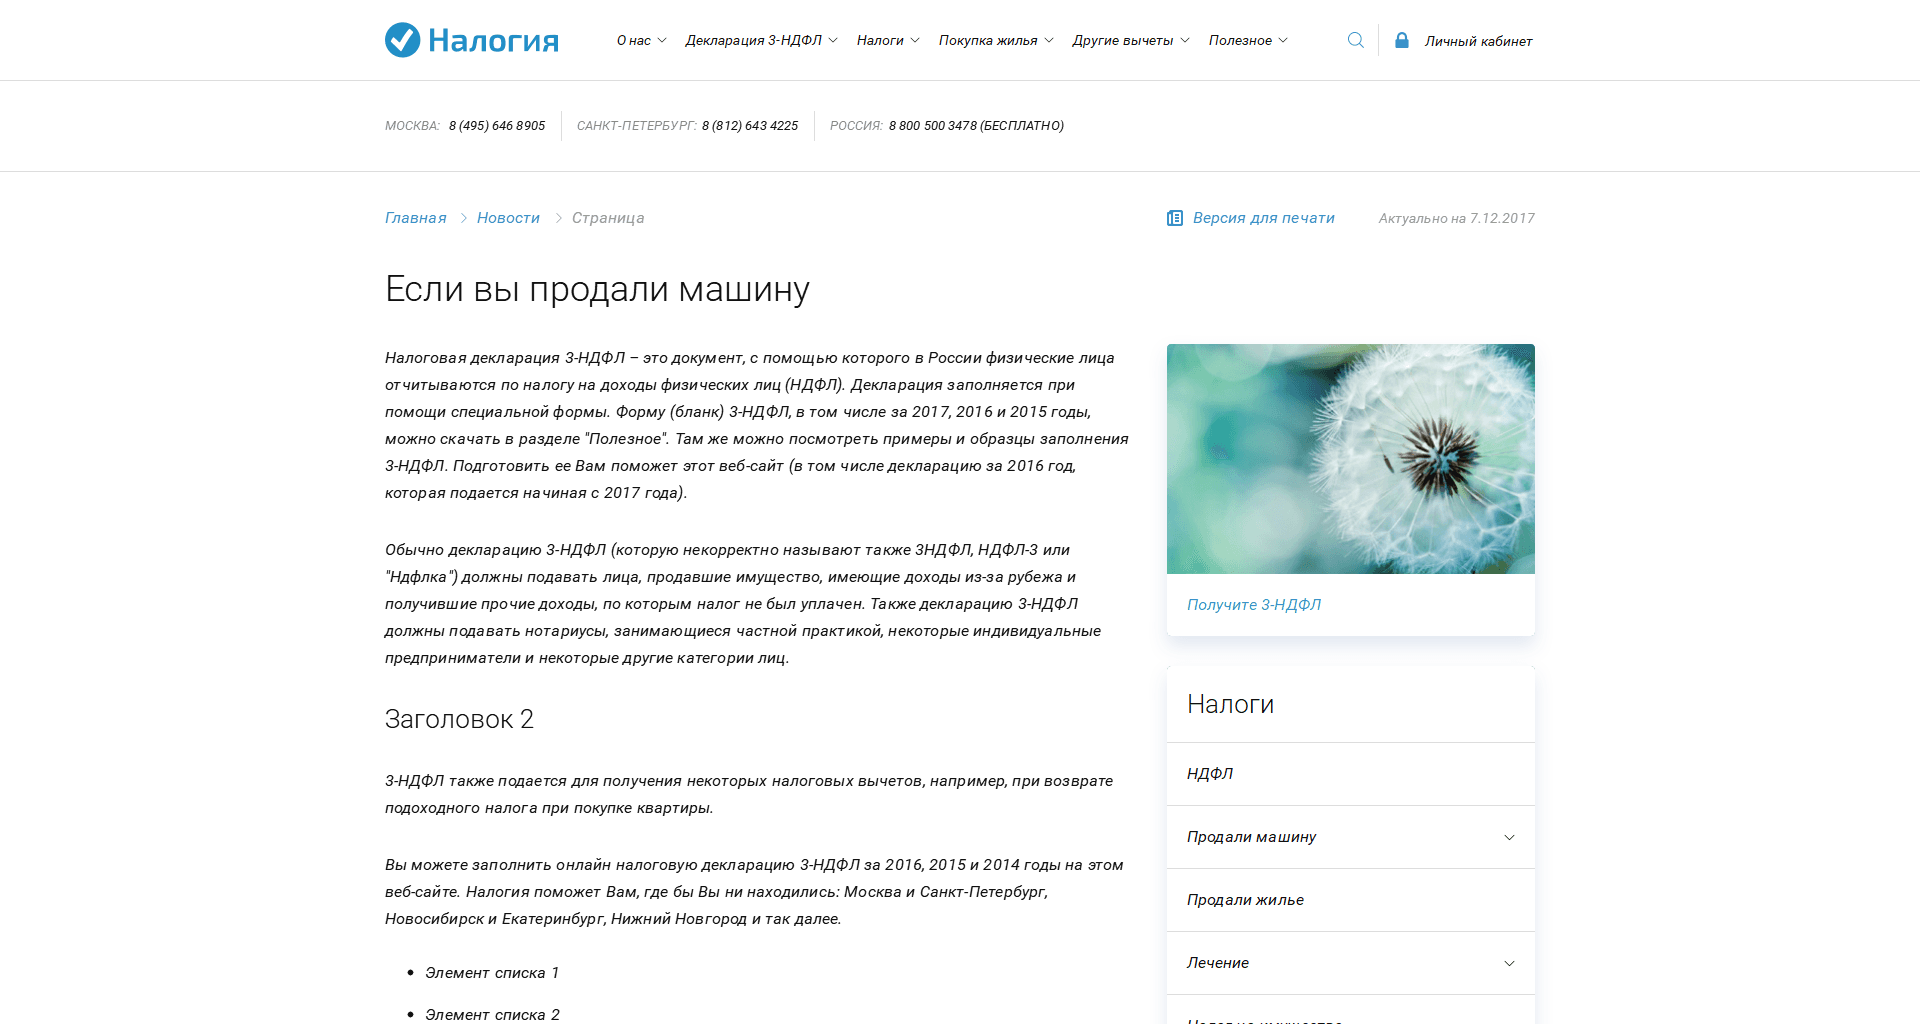 Налогия
О нас
Декларация 3-НДФЛ
Налоги
Покупка жилья
Другие вычеты
Полезное
Личный кабинет
МОСКВА: 8 (495) 646 8905
САНКТ-ПЕТЕРБУРГ: 8 (812) 643 4225
РОССИЯ: 8 800 500 3478 (БЕСПЛАТНО)
Главная
Новости
Страница
Версия для печати
Актуально на 7.12.2017
Если вы продали машину
Налоговая декларация 3-НДФЛ – это документ, с помощью которого в России физические лица
отчитываются по налогу на доходы физических лиц (НДФЛ). Декларация заполняется при
помощи специальной формы. Форму (бланк) 3-НДФЛ, в том числе за 2017, 2016 и 2015 годы,
можно скачать в разделе "Полезное". Там же можно посмотреть примеры и образцы заполнения
3-НДФЛ. Подготовить ее Вам поможет этот веб-сайт (в том числе декларацию за 2016 год,
которая подается начиная с 2017 года).
Обычно декларацию 3-НДФЛ (которую некорректно называют также 3НДФЛ, НДФЛ-3 или
"Ндфлка") должны подавать лица, продавшие имущество, имеющие доходы из-за рубежа и
получившие прочие доходы, по которым налог не был уплачен. Также декларацию 3-НДФЛ
должны подавать нотариусы, занимающиеся частной практикой, некоторые индивидуальные
предприниматели и некоторые другие категории лиц.
Заголовок 2
3-НДФЛ также подается для получения некоторых налоговых вычетов, например, при возврате
подоходного налога при покупке квартиры.
Вы можете заполнить онлайн налоговую декларацию 3-НДФЛ за 2016, 2015 и 2014 годы на этом
веб-сайте. Налогия поможет Вам, где бы Вы ни находились: Москва и Санкт-Петербург,
Новосибирск и Екатеринбург, Нижний Новгород и так далее.
• Элемент списка 1
• Элемент списка 2
Получите 3-НДФЛ
Налоги
НДФЛ
Продали машину
Продали жилье
Лечение